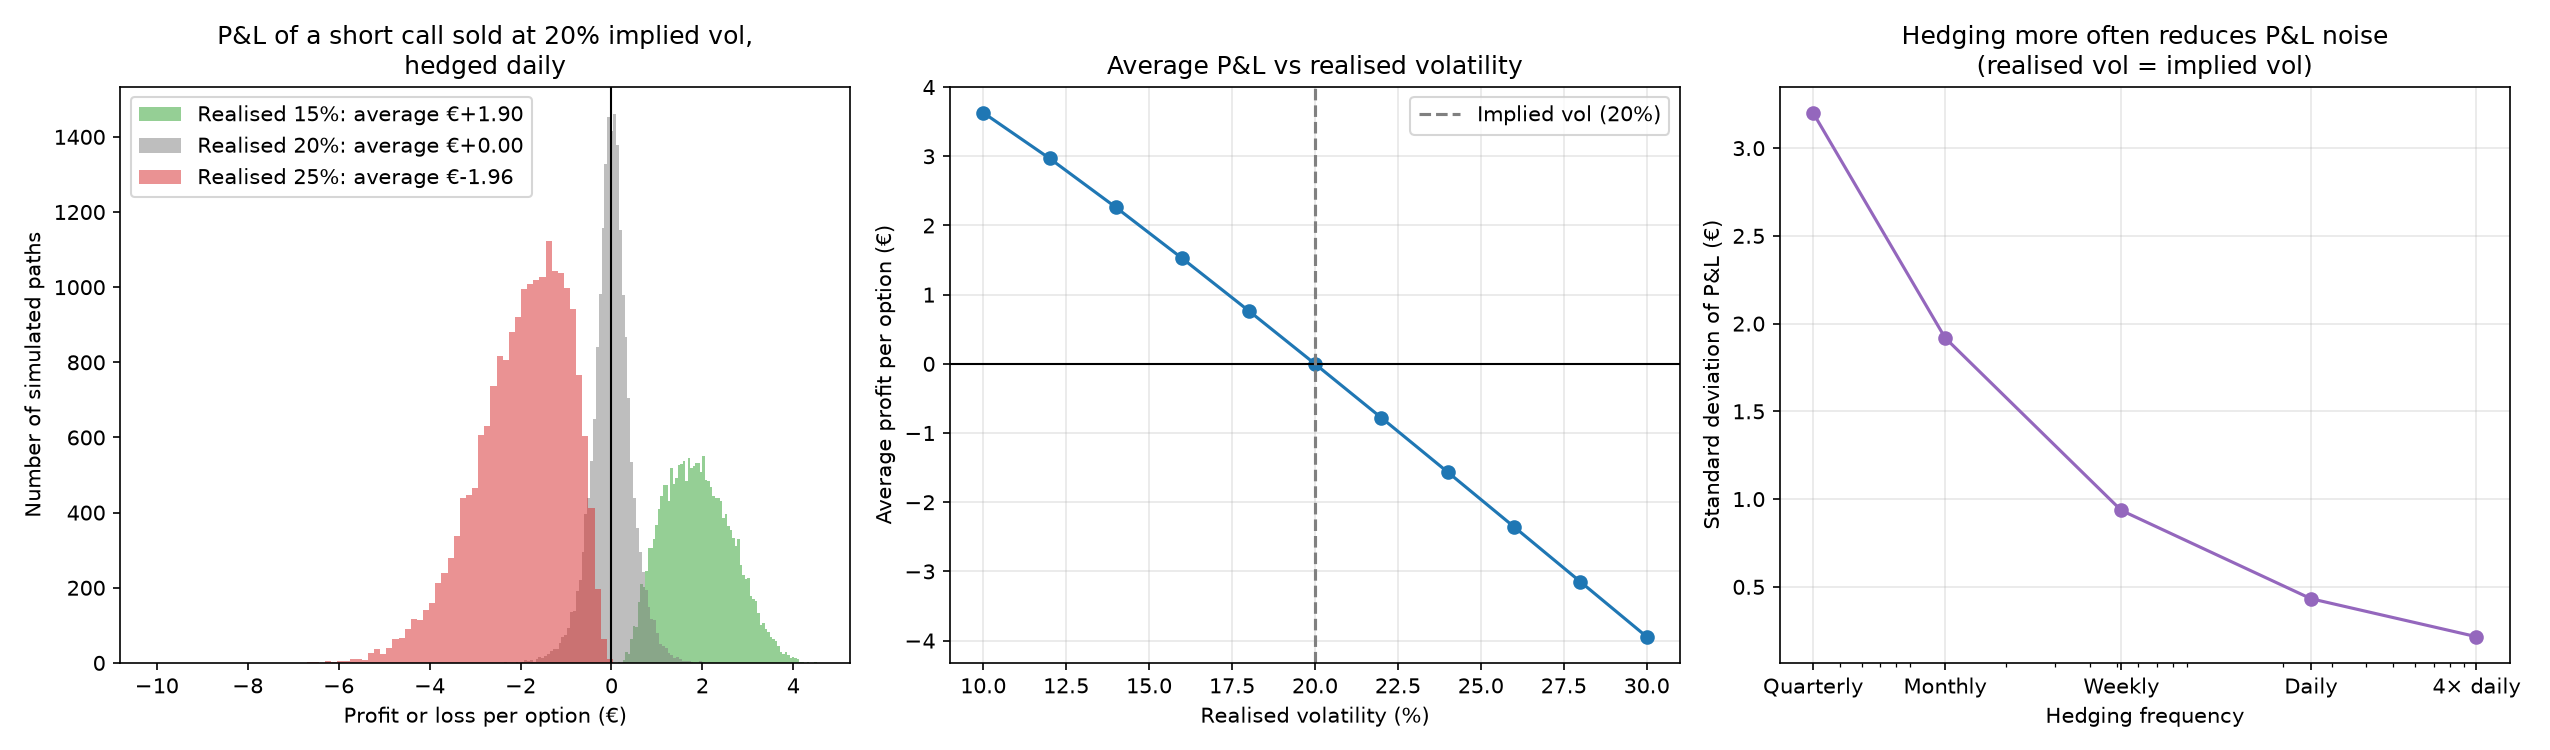 P&L of a short call sold at 20% implied vol,
hedged daily
Realised 15%: average €+1.90
Realised 20%: average €+0.00
Realised 25%: average €-1.96
Number of simulated paths
1400
1200
1000
800
600
400
200
0
−10
−8
−6
−4
−2
0
2
4
Profit or loss per option (€)
Average P&L vs realised volatility
Implied vol (20%)
Average profit per option (€)
4
3
2
1
0
−1
−2
−3
−4
10.0
12.5
15.0
17.5
20.0
22.5
25.0
27.5
30.0
Realised volatility (%)
Hedging more often reduces P&L noise
(realised vol = implied vol)
Standard deviation of P&L (€)
3.0
2.5
2.0
1.5
1.0
0.5
Quarterly
Monthly
Weekly
Daily
4× daily
Hedging frequency